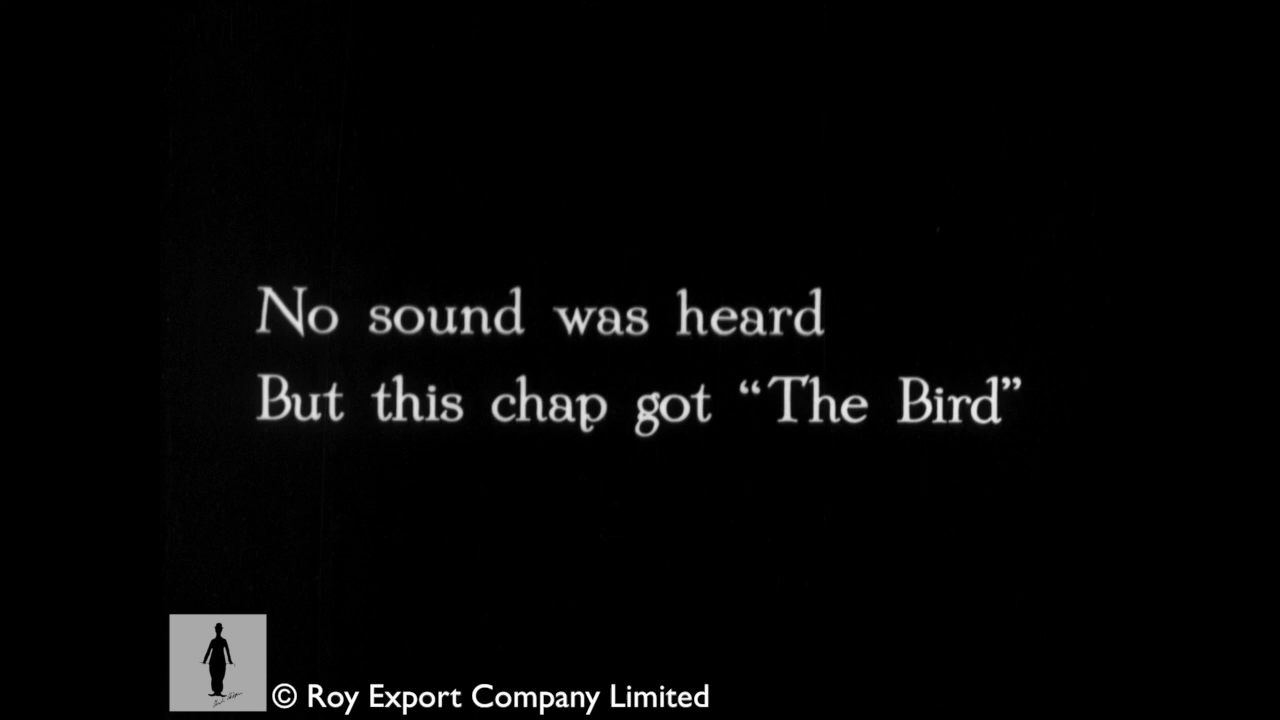 No sound was heard
But this chap got “The Bird”
© Roy Export Company Limited